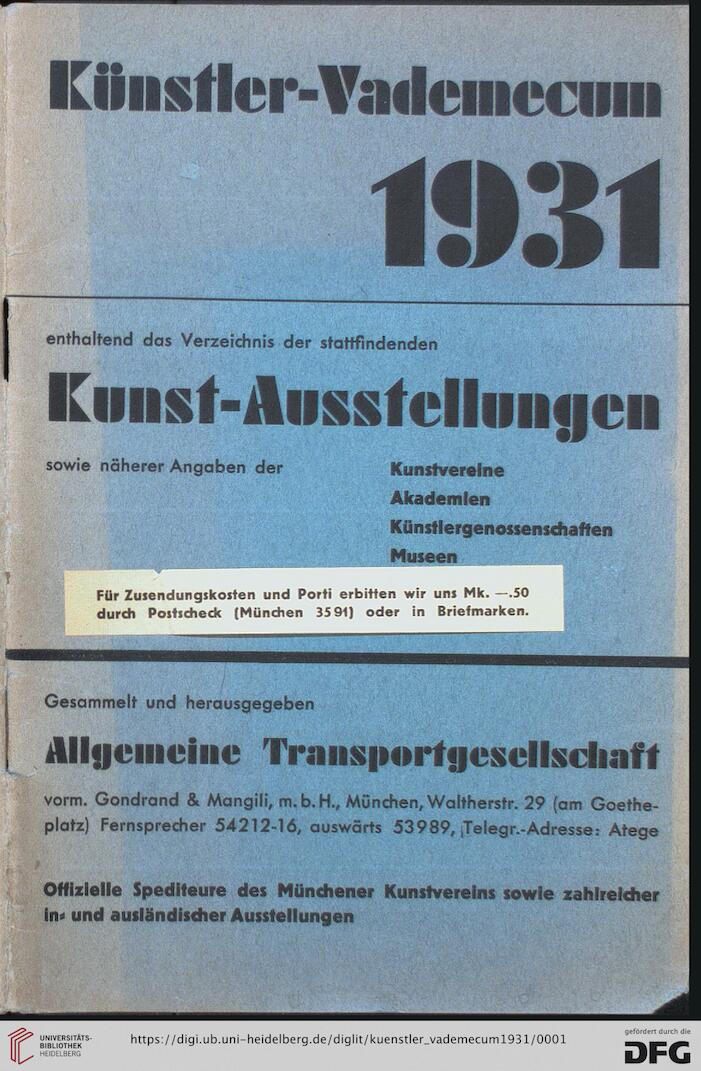 Künstler-Vademecum
1931
enthaltend das Verzeichnis der stattfindenden
Kunst-Ausstellungen
sowie näherer Angaben der
Kunstvereine
Akademien
Künstlergenossenschaften
Museen
Für Zusendungskosten und Porti erbitten wir uns Mk. —.50
durch Postscheck (München 3591) oder in Briefmarken.
Gesammelt und herausgegeben
Allgemeine Transportgesellschaft
vorm. Gondrand & Mangili, m. b. H., München, Waltherstr. 29 (am Goethe-
platz) Fernsprecher 54212-16, auswärts 53989, Telegr.-Adresse: Atege
Offizielle Spediteure des Münchener Kunstvereins sowie zahlreicher
in- und ausländischer Ausstellungen
UNIVERSITÄTS-
BIBLIOTHEK
HEIDELBERG
https://digi.ub.uni-heidelberg.de/diglit/kuenstler_vademecum1931/0001
gefördert durch die
DFG